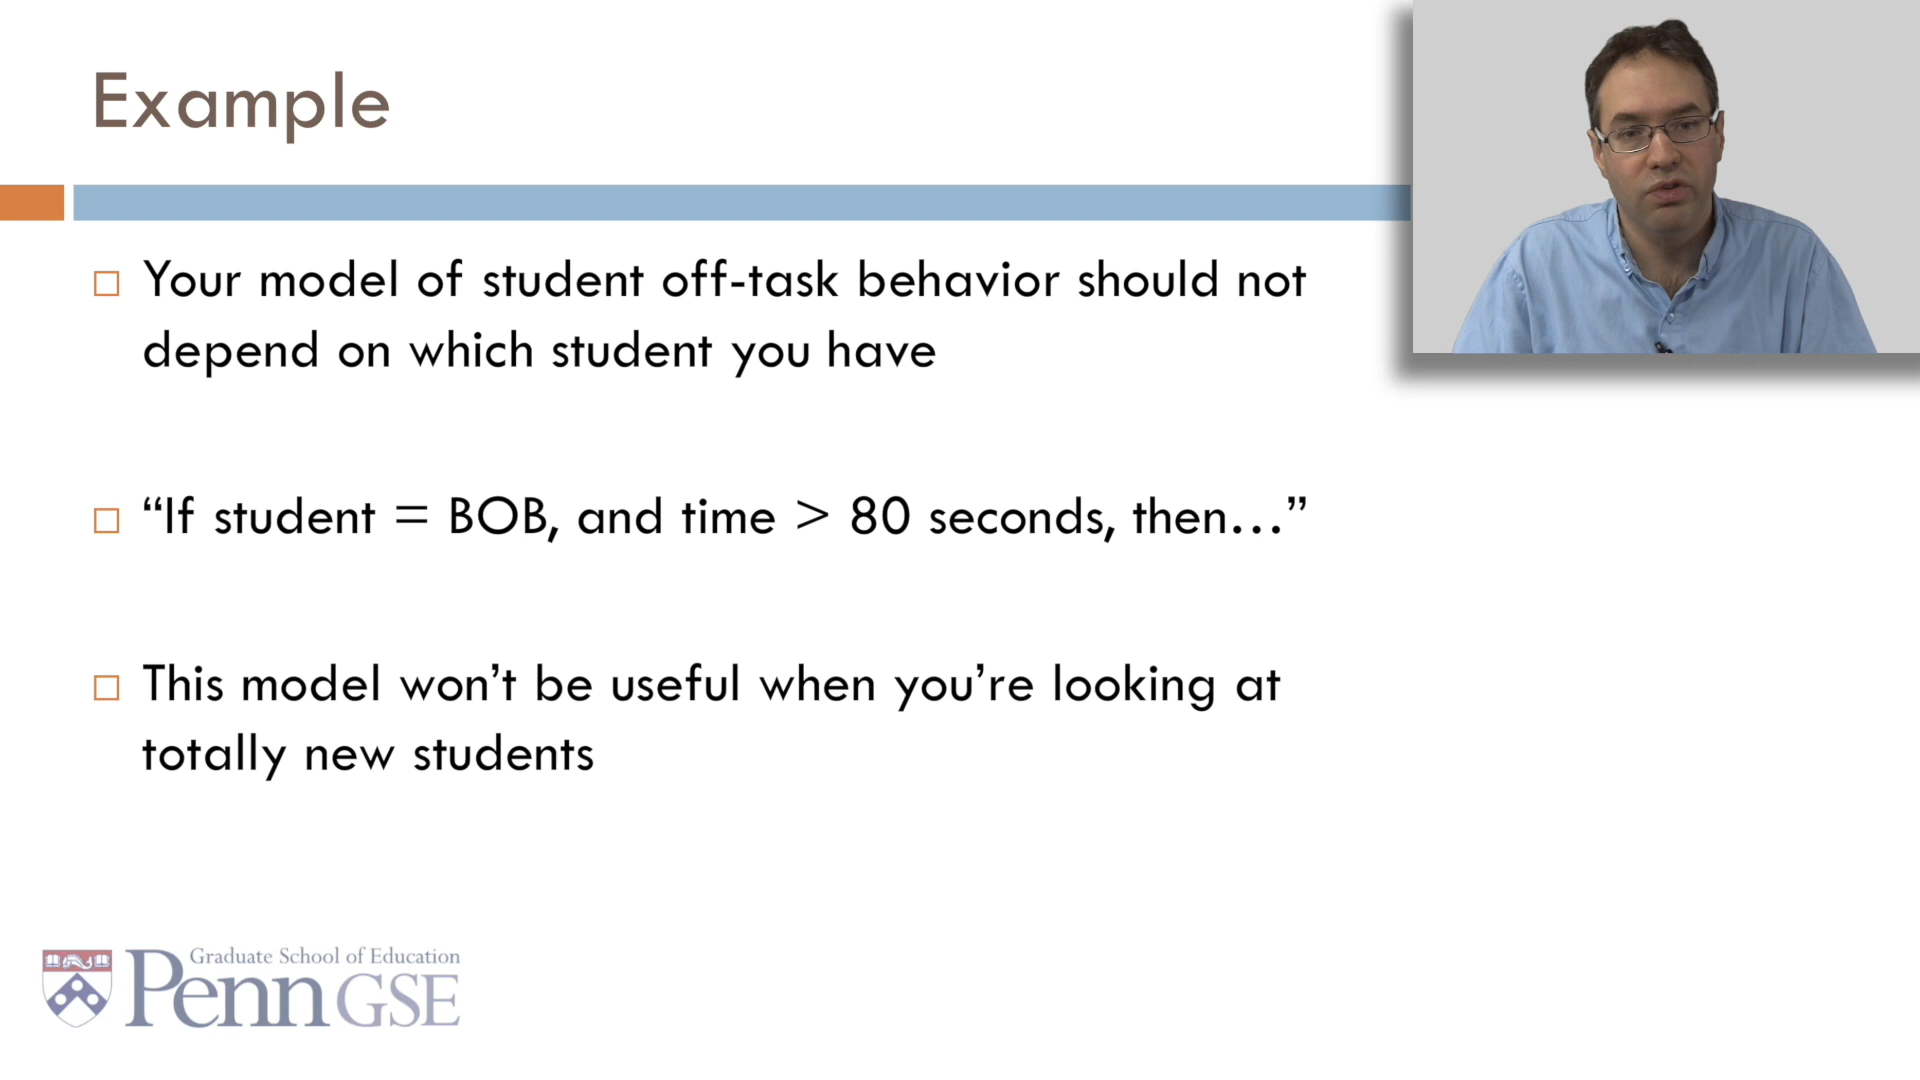 Example
Your model of student off-task behavior should not
depend on which student you have
“If student = BOB, and time > 80 seconds, then…”
This model won’t be useful when you’re looking at
totally new students
Graduate School of Education
Penn GSE